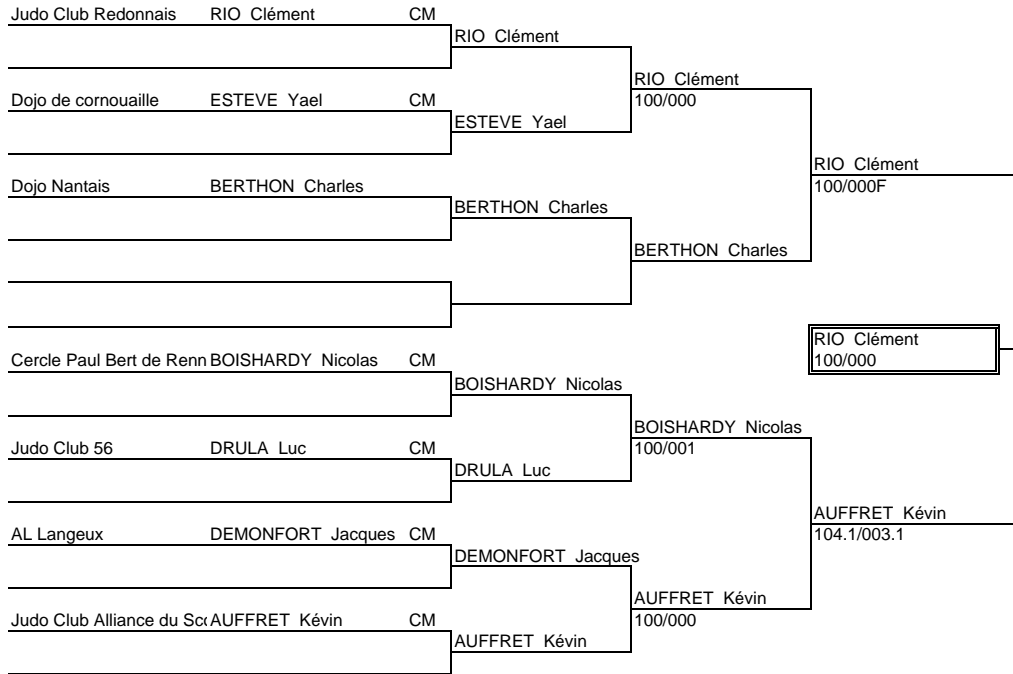 Judo Club Redonnais RIO Clément CM
RIO Clément
RIO Clément
100/000
Dojo de cornouaille ESTEVE Yael CM
ESTEVE Yael
RIO Clément
100/000F
Dojo Nantais BERTHON Charles
BERTHON Charles
BERTHON Charles
RIO Clément
100/000
Cercle Paul Bert de Renn BOISHARDY Nicolas CM
BOISHARDY Nicolas
BOISHARDY Nicolas
100/001
Judo Club 56 DRULA Luc CM
DRULA Luc
AUFFRET Kévin
104.1/003.1
AL Langeux DEMONFORT Jacques CM
DEMONFORT Jacques
AUFFRET Kévin
100/000
Judo Club Alliance du Sco AUFFRET Kévin CM
AUFFRET Kévin